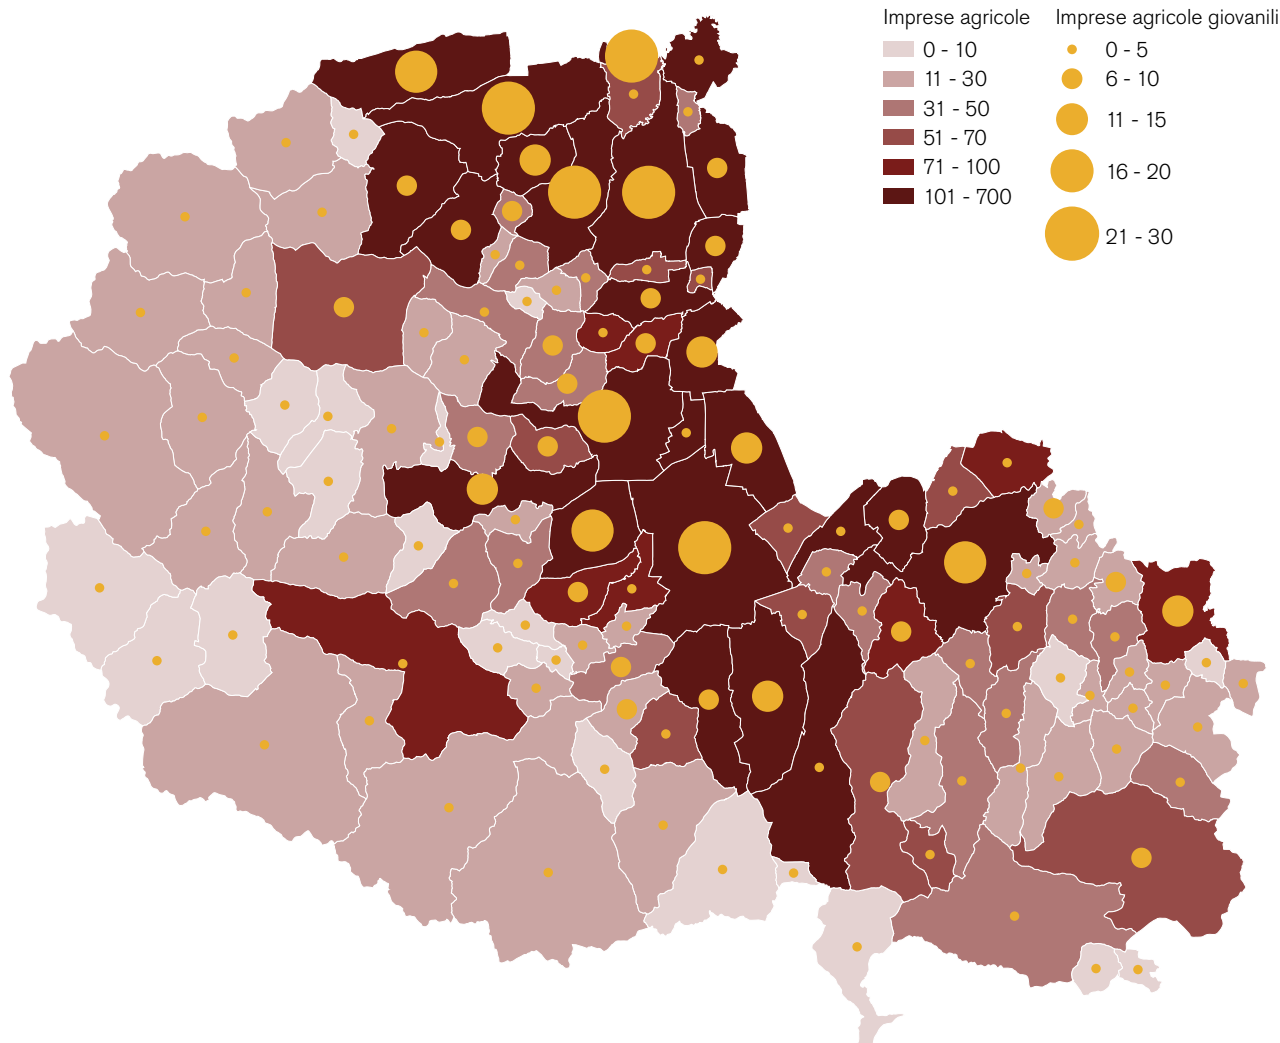 Imprese agricole
0 - 10
11 - 30
31 - 50
51 - 70
71 - 100
101 - 700
Imprese agricole giovanili
0 - 5
6 - 10
11 - 15
16 - 20
21 - 30